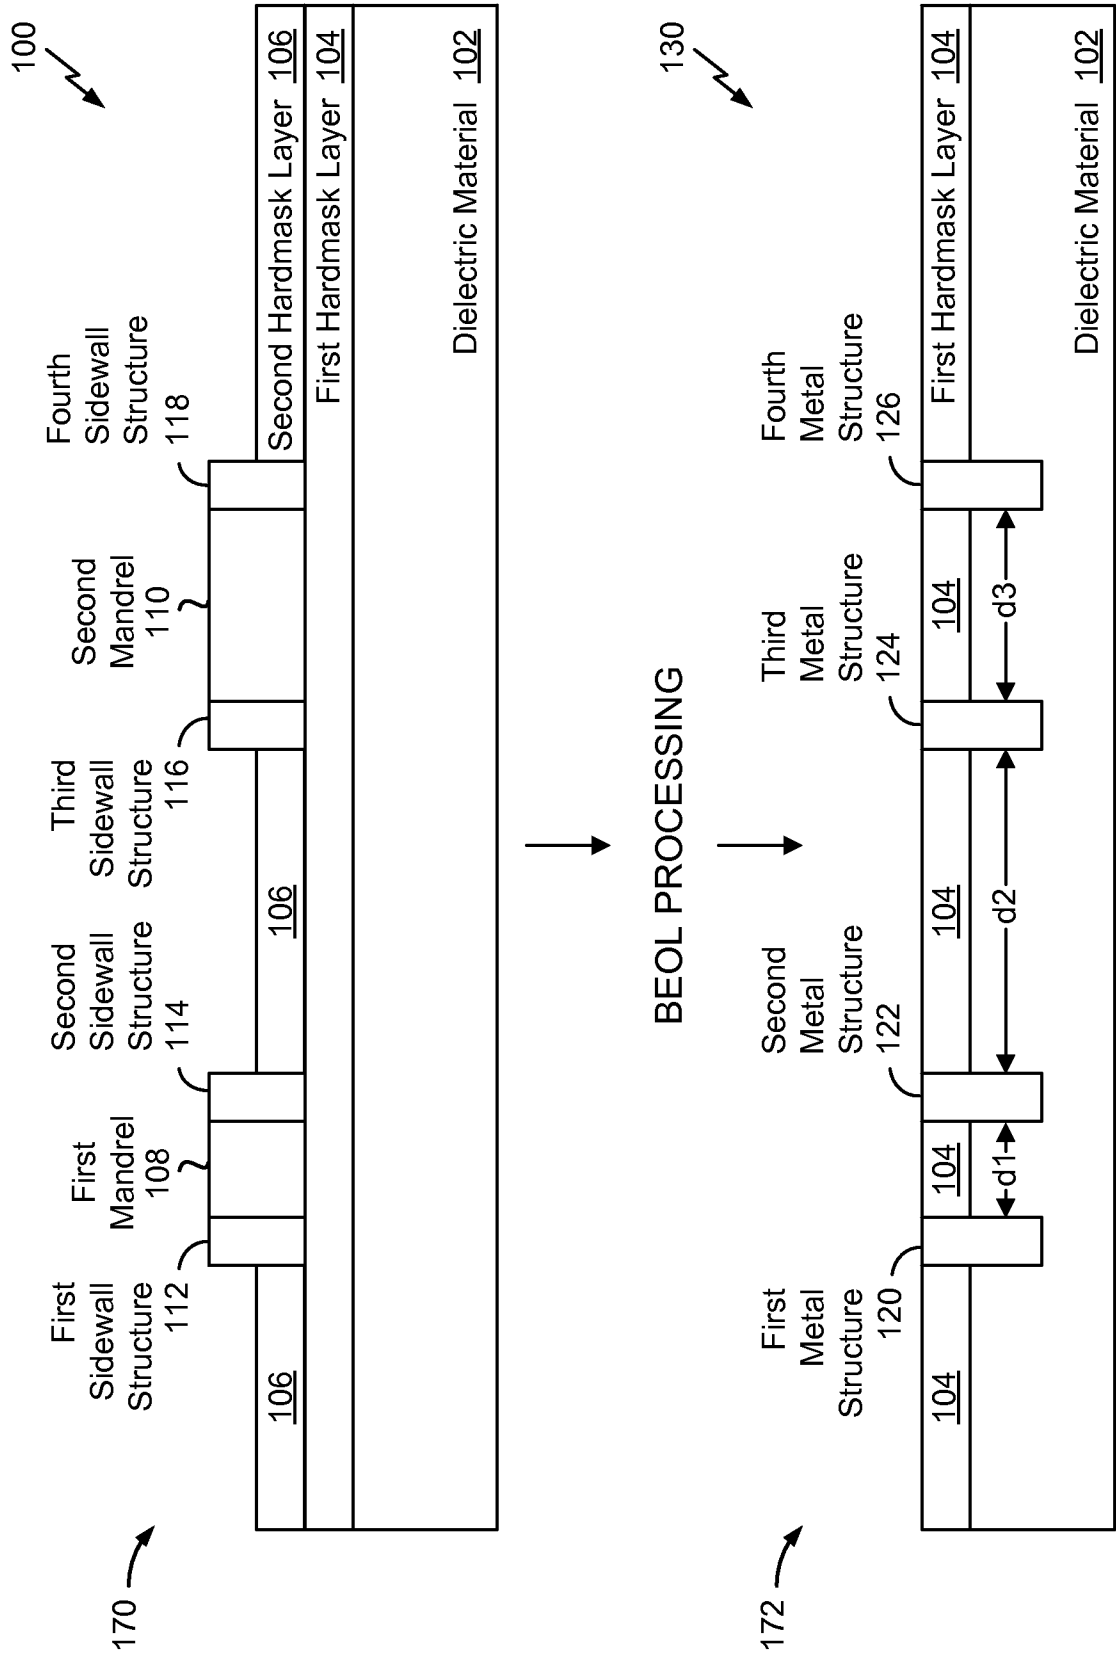 100
170
First
Sidewall
Structure
112
First
Mandrel
108
Second
Sidewall
Structure
114
Third
Sidewall
Structure
116
Second
Mandrel
110
Fourth
Sidewall
Structure
118
106
106
Second Hardmask Layer 106
First Hardmask Layer 104
Dielectric Material 102
BEOL PROCESSING
130
172
First
Metal
Structure
120
Second
Metal
Structure
122
Third
Metal
Structure
124
Fourth
Metal
Structure
126
104
104
104
104
First Hardmask Layer 104
d1
d2
d3
Dielectric Material 102